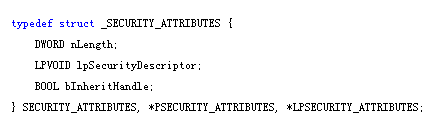 typedef struct _SECURITY_ATTRIBUTES {
DWORD nLength;
LPVOID lpSecurityDescriptor;
BOOL bInheritHandle;
} SECURITY_ATTRIBUTES, *PSECURITY_ATTRIBUTES, *LPSECURITY_ATTRIBUTES;